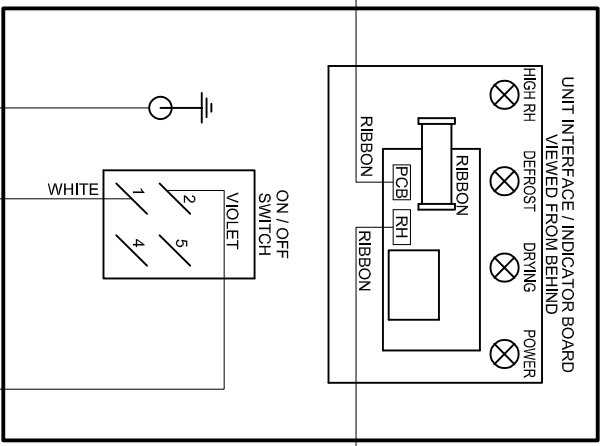 UNIT INTERFACE / INDICATOR BOARD
VIEWED FROM BEHIND
HIGH RH
DEFROST
DRYING
POWER
RIBBON
RIBBON
PCB
RH
RIBBON
ON / OFF
SWITCH
VIOLET
WHITE
1
2
4
5